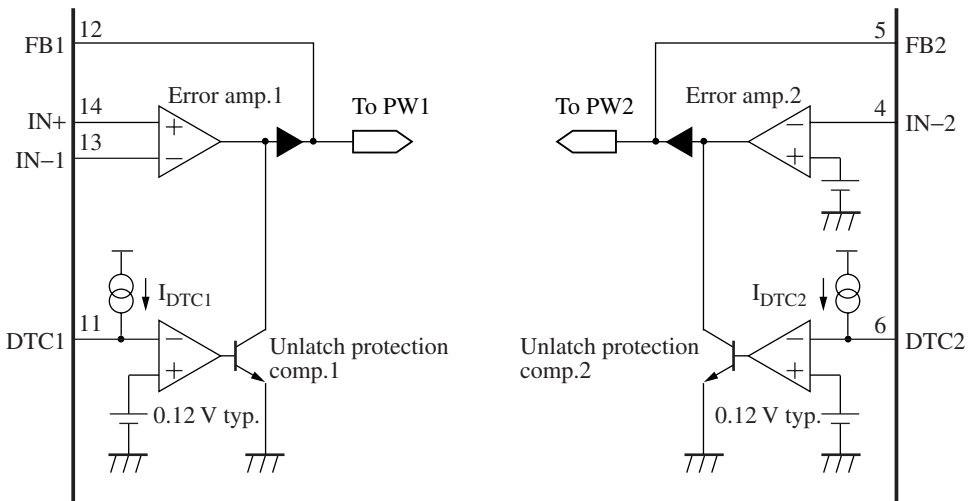 12
FB1
5
FB2
Error amp.1
To PW1
To PW2
Error amp.2
14
IN+
+
13
IN−1
−
4
IN−2
−
+
I_DTC1
11
DTC1
−
+
Unlatch protection
comp.1
0.12 V typ.
I_DTC2
6
DTC2
−
+
Unlatch protection
comp.2
0.12 V typ.